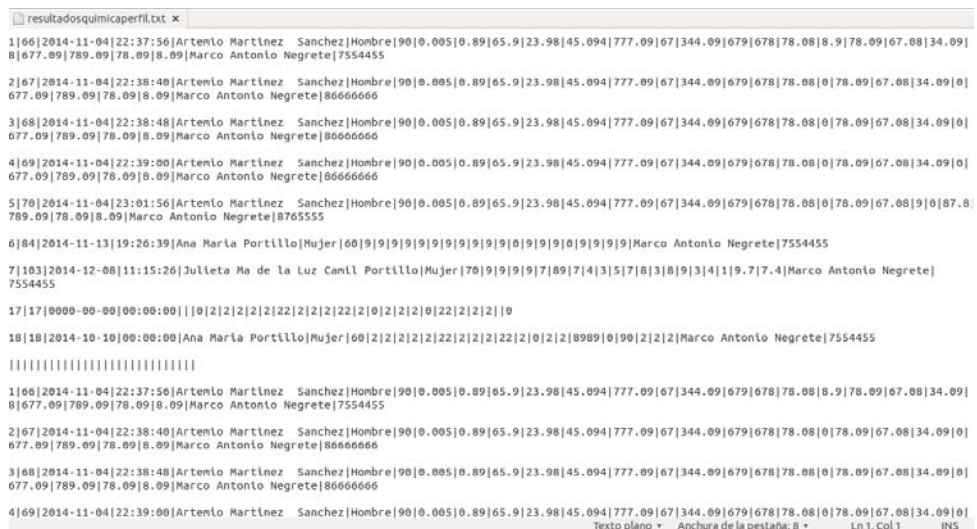 resultadosquimicaperfil.txt ×
1|66|2014-11-04|22:37:56|Artemio Martinez  Sanchez|Hombre|90|0.005|0.89|65.9|23.98|45.094|777.09|67|344.09|679|678|78.08|8.9|78.09|67.08|34.09|
8|677.09|789.09|78.09|8.09|Marco Antonio Negrete|7554455
2|67|2014-11-04|22:38:40|Artemio Martinez  Sanchez|Hombre|90|0.005|0.89|65.9|23.98|45.094|777.09|67|344.09|679|678|78.08|0|78.09|67.08|34.09|0|
677.09|789.09|78.09|8.09|Marco Antonio Negrete|86666666
3|68|2014-11-04|22:38:48|Artemio Martinez  Sanchez|Hombre|90|0.005|0.89|65.9|23.98|45.094|777.09|67|344.09|679|678|78.08|0|78.09|67.08|34.09|0|
677.09|789.09|78.09|8.09|Marco Antonio Negrete|86666666
4|69|2014-11-04|22:39:00|Artemio Martinez  Sanchez|Hombre|90|0.005|0.89|65.9|23.98|45.094|777.09|67|344.09|679|678|78.08|0|78.09|67.08|34.09|0|
677.09|789.09|78.09|8.09|Marco Antonio Negrete|86666666
5|70|2014-11-04|23:01:56|Artemio Martinez  Sanchez|Hombre|90|0.005|0.89|65.9|23.98|45.094|777.09|67|344.09|679|678|78.08|0|78.09|67.08|9|0|87.8|
789.09|78.09|8.09|Marco Antonio Negrete|8765555
6|84|2014-11-13|19:26:39|Ana Maria Portillo|Mujer|60|9|9|9|9|9|9|9|9|9|9|9|0|9|9|9|0|9|9|9|9|Marco Antonio Negrete|7554455
7|103|2014-12-08|11:15:26|Julieta Ma de la Luz Camil Portillo|Mujer|70|9|9|9|9|7|89|7|4|3|5|7|8|3|8|9|3|4|1|9.7|7.4|Marco Antonio Negrete|
7554455
17|17|0000-00-00|00:00:00|||0|2|2|2|2|2|22|2|2|2|2|22|2|0|2|2|2|0|22|2|2|2||0
18|18|2014-10-10|00:00:00|Ana Maria Portillo|Mujer|60|2|2|2|2|2|22|2|2|2|22|2|0|2|2|8989|0|90|2|2|2|Marco Antonio Negrete|7554455
||||||||||||||||||||||||||||
1|66|2014-11-04|22:37:56|Artemio Martinez  Sanchez|Hombre|90|0.005|0.89|65.9|23.98|45.094|777.09|67|344.09|679|678|78.08|8.9|78.09|67.08|34.09|
8|677.09|789.09|78.09|8.09|Marco Antonio Negrete|7554455
2|67|2014-11-04|22:38:40|Artemio Martinez  Sanchez|Hombre|90|0.005|0.89|65.9|23.98|45.094|777.09|67|344.09|679|678|78.08|0|78.09|67.08|34.09|0|
677.09|789.09|78.09|8.09|Marco Antonio Negrete|86666666
3|68|2014-11-04|22:38:48|Artemio Martinez  Sanchez|Hombre|90|0.005|0.89|65.9|23.98|45.094|777.09|67|344.09|679|678|78.08|0|78.09|67.08|34.09|0|
677.09|789.09|78.09|8.09|Marco Antonio Negrete|86666666
4|69|2014-11-04|22:39:00|Artemio Martinez  Sanchez|Hombre|90|0.005|0.89|65.9|23.98|45.094|777.09|67|344.09|679|678|78.08|0|78.09|67.08|34.09|0|
Texto plano ▾ Anchura de la pestaña: 8 ▾ Ln 1, Col 1 INS